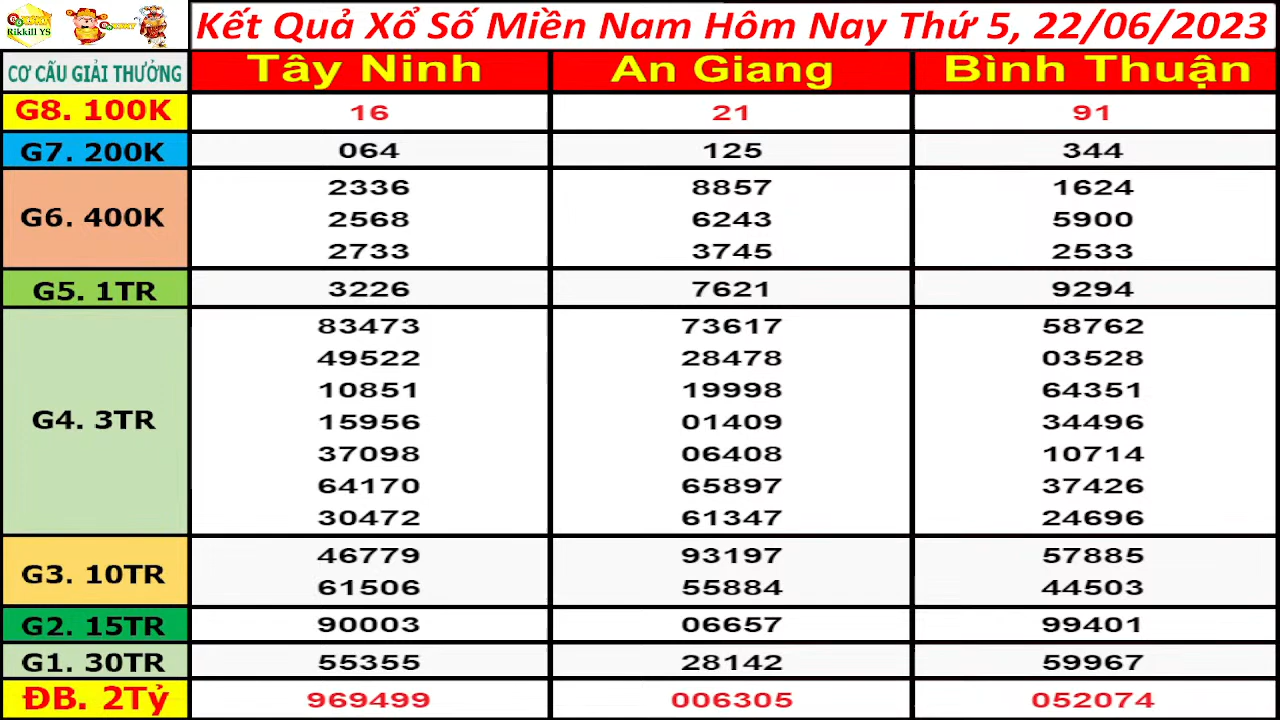 Rikkill YS
Kết Quả Xổ Số Miền Nam Hôm Nay Thứ 5, 22/06/2023
CƠ CẤU GIẢI THƯỞNG Tây Ninh An Giang Bình Thuận
G8. 100K 16 21 91
G7. 200K 064 125 344
G6. 400K
2336 8857 1624
2568 6243 5900
2733 3745 2533
G5. 1TR 3226 7621 9294
G4. 3TR
83473 73617 58762
49522 28478 03528
10851 19998 64351
15956 01409 34496
37098 06408 10714
64170 65897 37426
30472 61347 24696
G3. 10TR
46779 93197 57885
61506 55884 44503
G2. 15TR 90003 06657 99401
G1. 30TR 55355 28142 59967
ĐB. 2Tỷ 969499 006305 052074